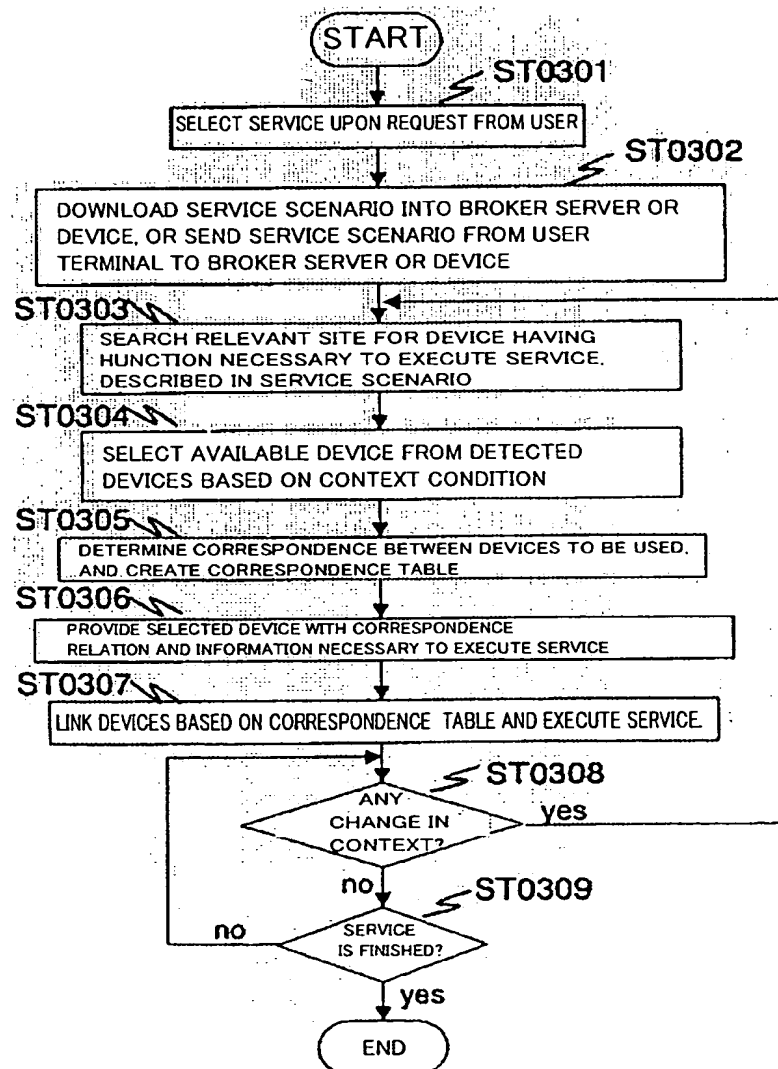 START
ST0301
SELECT SERVICE UPON REQUEST FROM USER
ST0302
DOWNLOAD SERVICE SCENARIO INTO BROKER SERVER OR
DEVICE, OR SEND SERVICE SCENARIO FROM USER
TERMINAL TO BROKER SERVER OR DEVICE
ST0303
SEARCH RELEVANT SITE FOR DEVICE HAVING
HUNCTION NECESSARY TO EXECUTE SERVICE,
DESCRIBED IN SERVICE SCENARIO
ST0304
SELECT AVAILABLE DEVICE FROM DETECTED
DEVICES BASED ON CONTEXT CONDITION
ST0305
DETERMINE CORRESPONDENCE BETWEEN DEVICES TO BE USED,
AND CREATE CORRESPONDENCE TABLE
ST0306
PROVIDE SELECTED DEVICE WITH CORRESPONDENCE
RELATION AND INFORMATION NECESSARY TO EXECUTE SERVICE
ST0307
LINK DEVICES BASED ON CORRESPONDENCE TABLE AND EXECUTE SERVICE.
ST0308
ANY
CHANGE IN
CONTEXT?
yes
no
ST0309
SERVICE
IS FINISHED?
no
yes
END